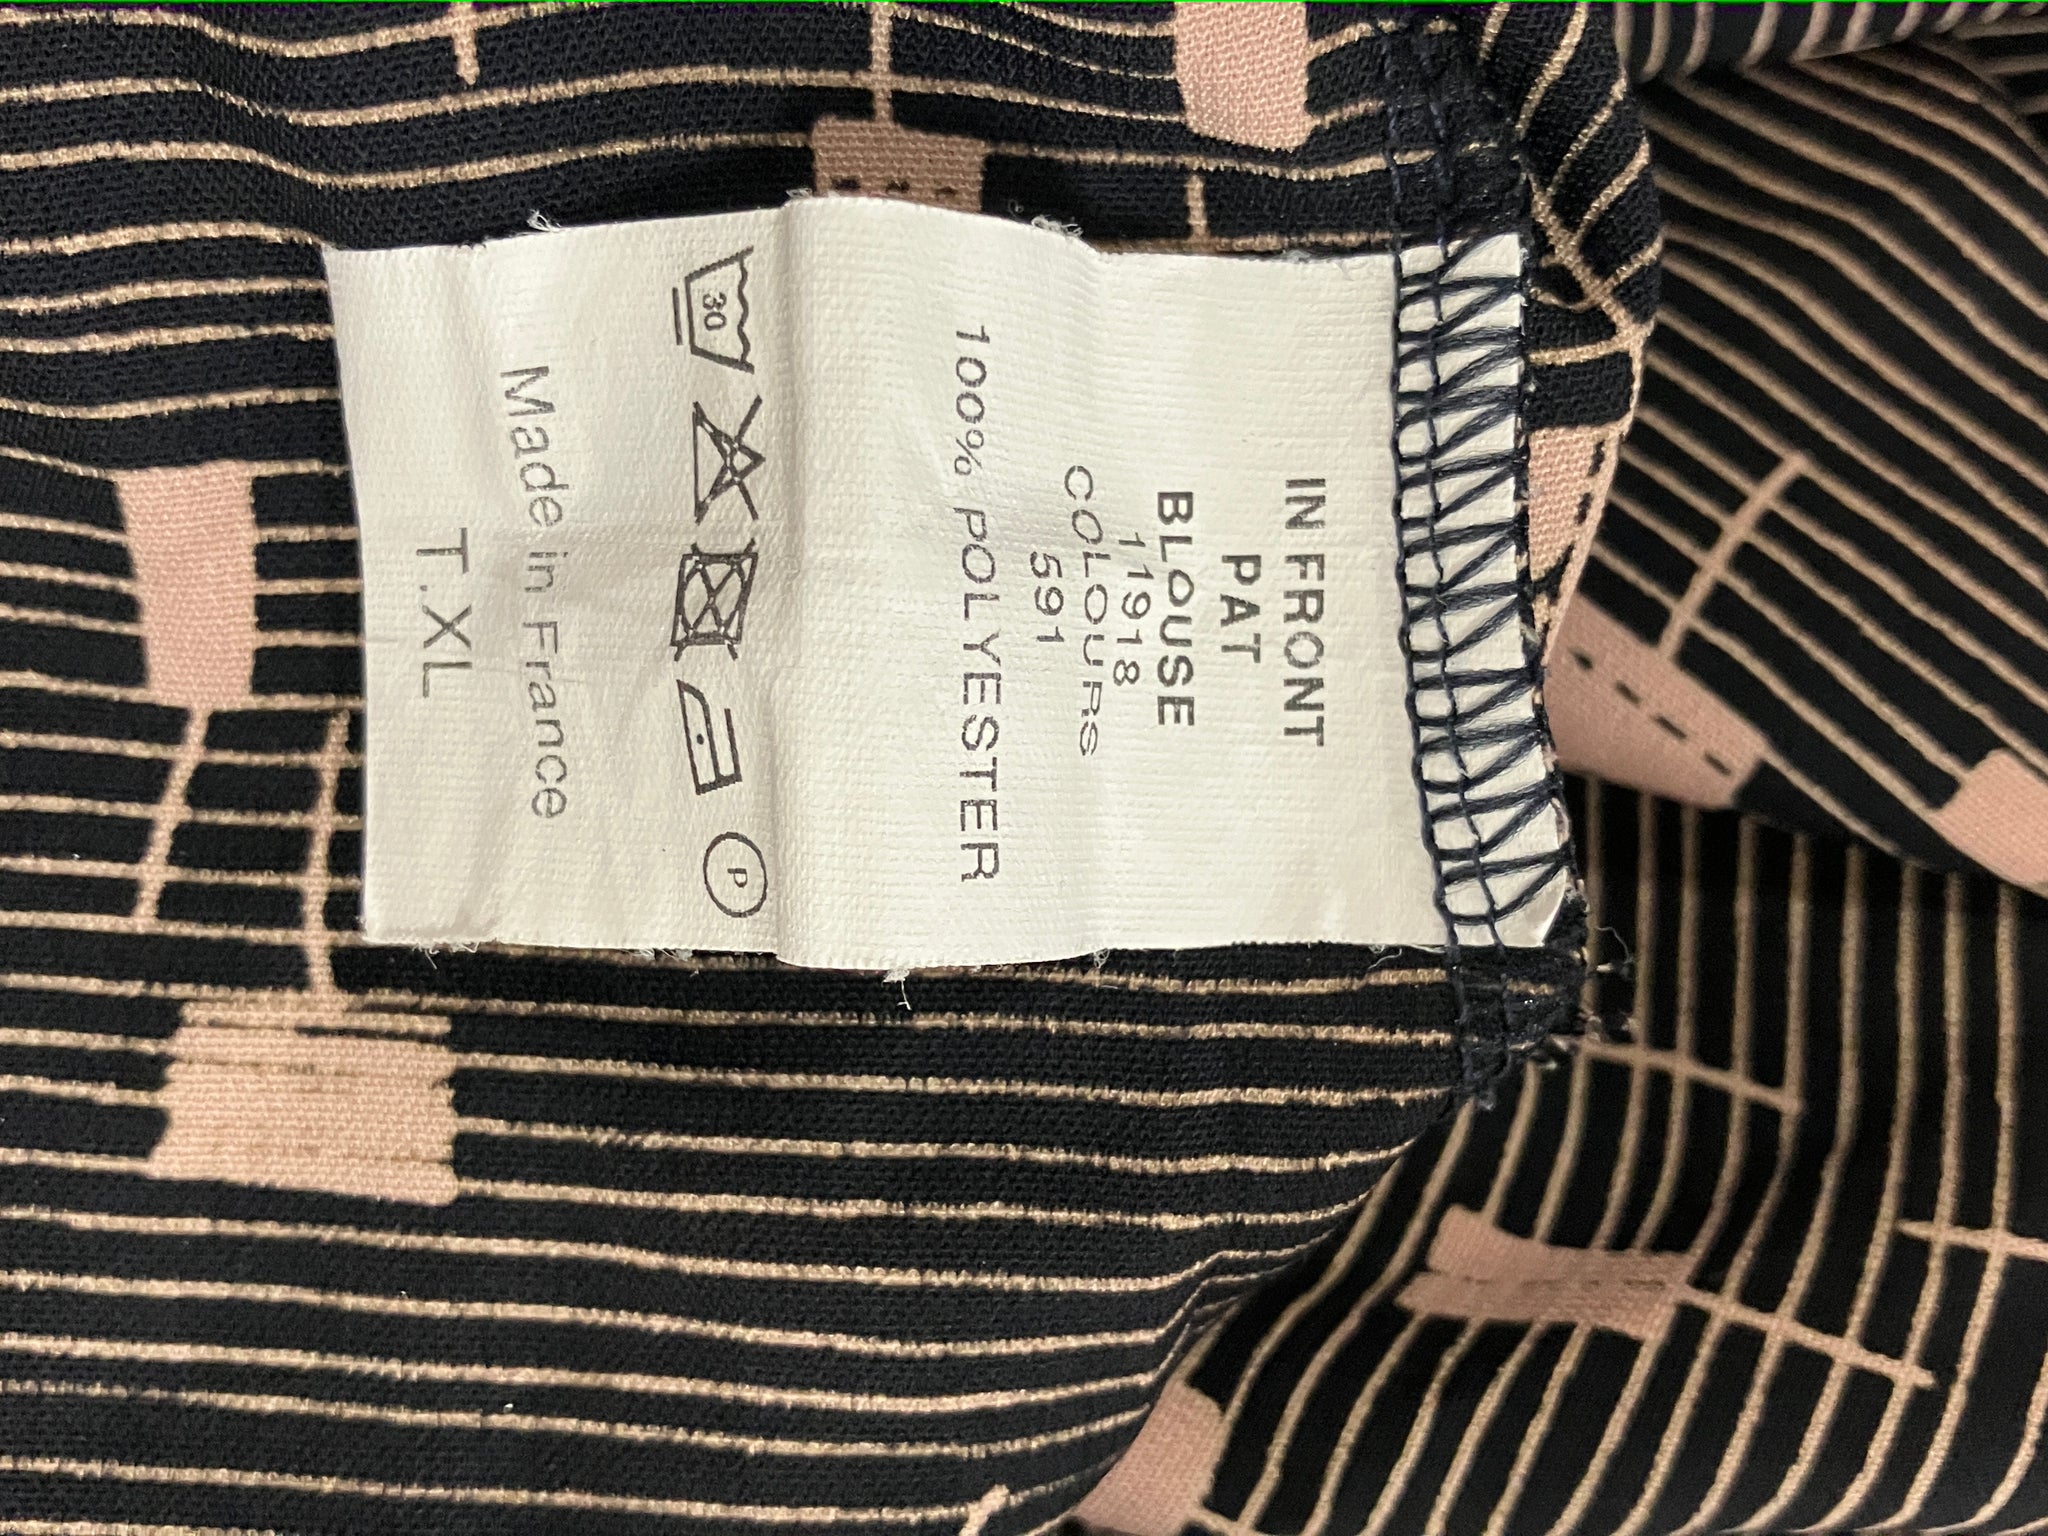 IN FRONT
PAT
BLOUSE
11918
COLOURS
591
100% POLYESTER
30
P
Made in France
T.XL